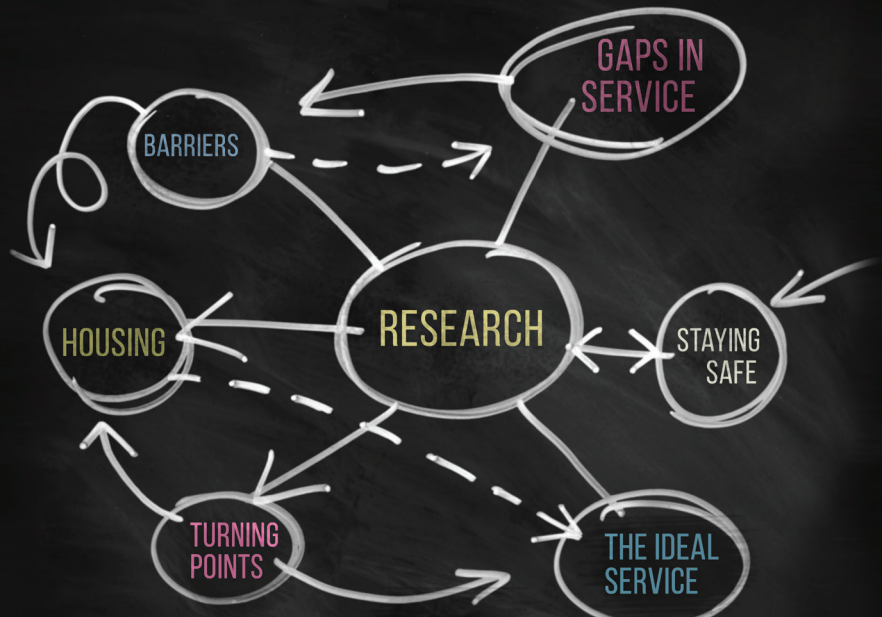 GAPS IN
SERVICE
BARRIERS
RESEARCH
HOUSING
STAYING
SAFE
TURNING
POINTS
THE IDEAL
SERVICE